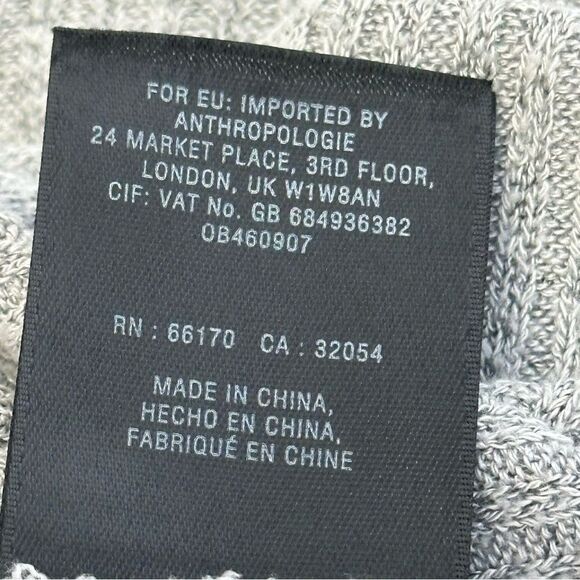 FOR EU: IMPORTED BY
ANTHROPOLOGIE
24 MARKET PLACE, 3RD FLOOR,
LONDON, UK W1W8AN
CIF: VAT No. GB 684936382
OB460907
RN : 66170 CA : 32054
MADE IN CHINA,
HECHO EN CHINA,
FABRIQUÉ EN CHINE